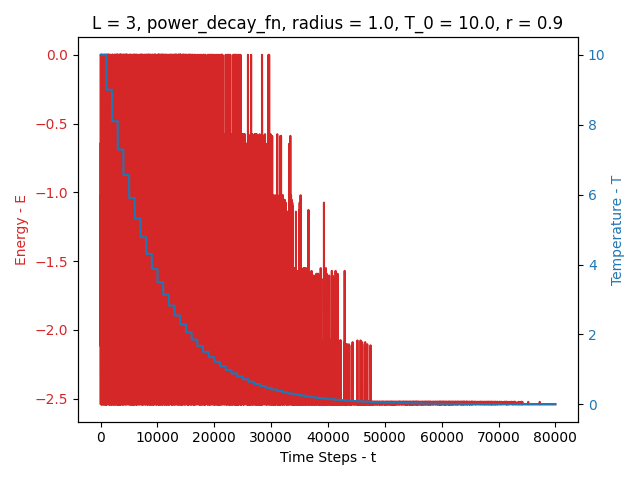 L = 3, power_decay_fn, radius = 1.0, T_0 = 10.0, r = 0.9
Energy - E
0.0
−0.5
−1.0
−1.5
−2.0
−2.5
10
8
6
4
2
0
Temperature - T
0 10000 20000 30000 40000 50000 60000 70000 80000
Time Steps - t